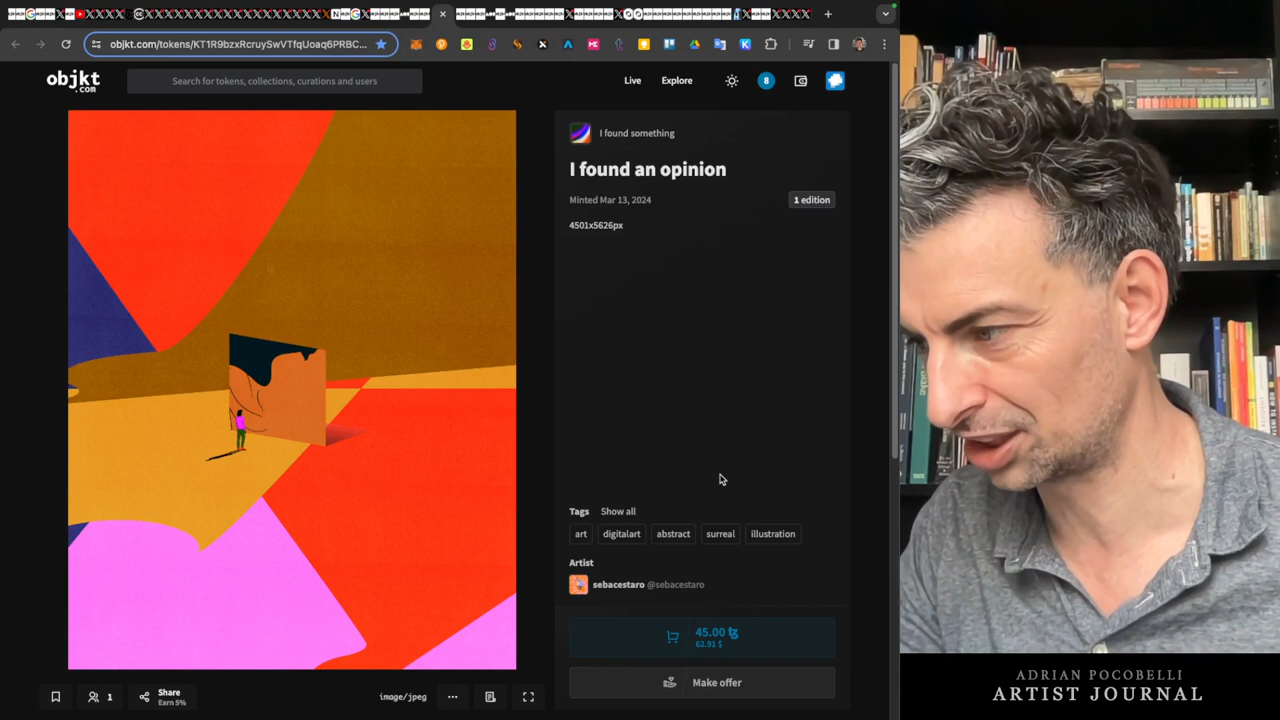 objkt.com/tokens/KT1R9bzxRcruySwVTfqUoaq6PRBC...
objkt
.com
Search for tokens, collections, curations and users
Live
Explore
8
I found something
I found an opinion
Minted Mar 13, 2024
1 edition
4501x5626px
Tags
Show all
art
digitalart
abstract
surreal
illustration
Artist
sebacestaro @sebacestaro
45.00
62.91 $
Make offer
1
Share
Earn 5%
image/jpeg
ADRIAN POCOBELLI
ARTIST JOURNAL